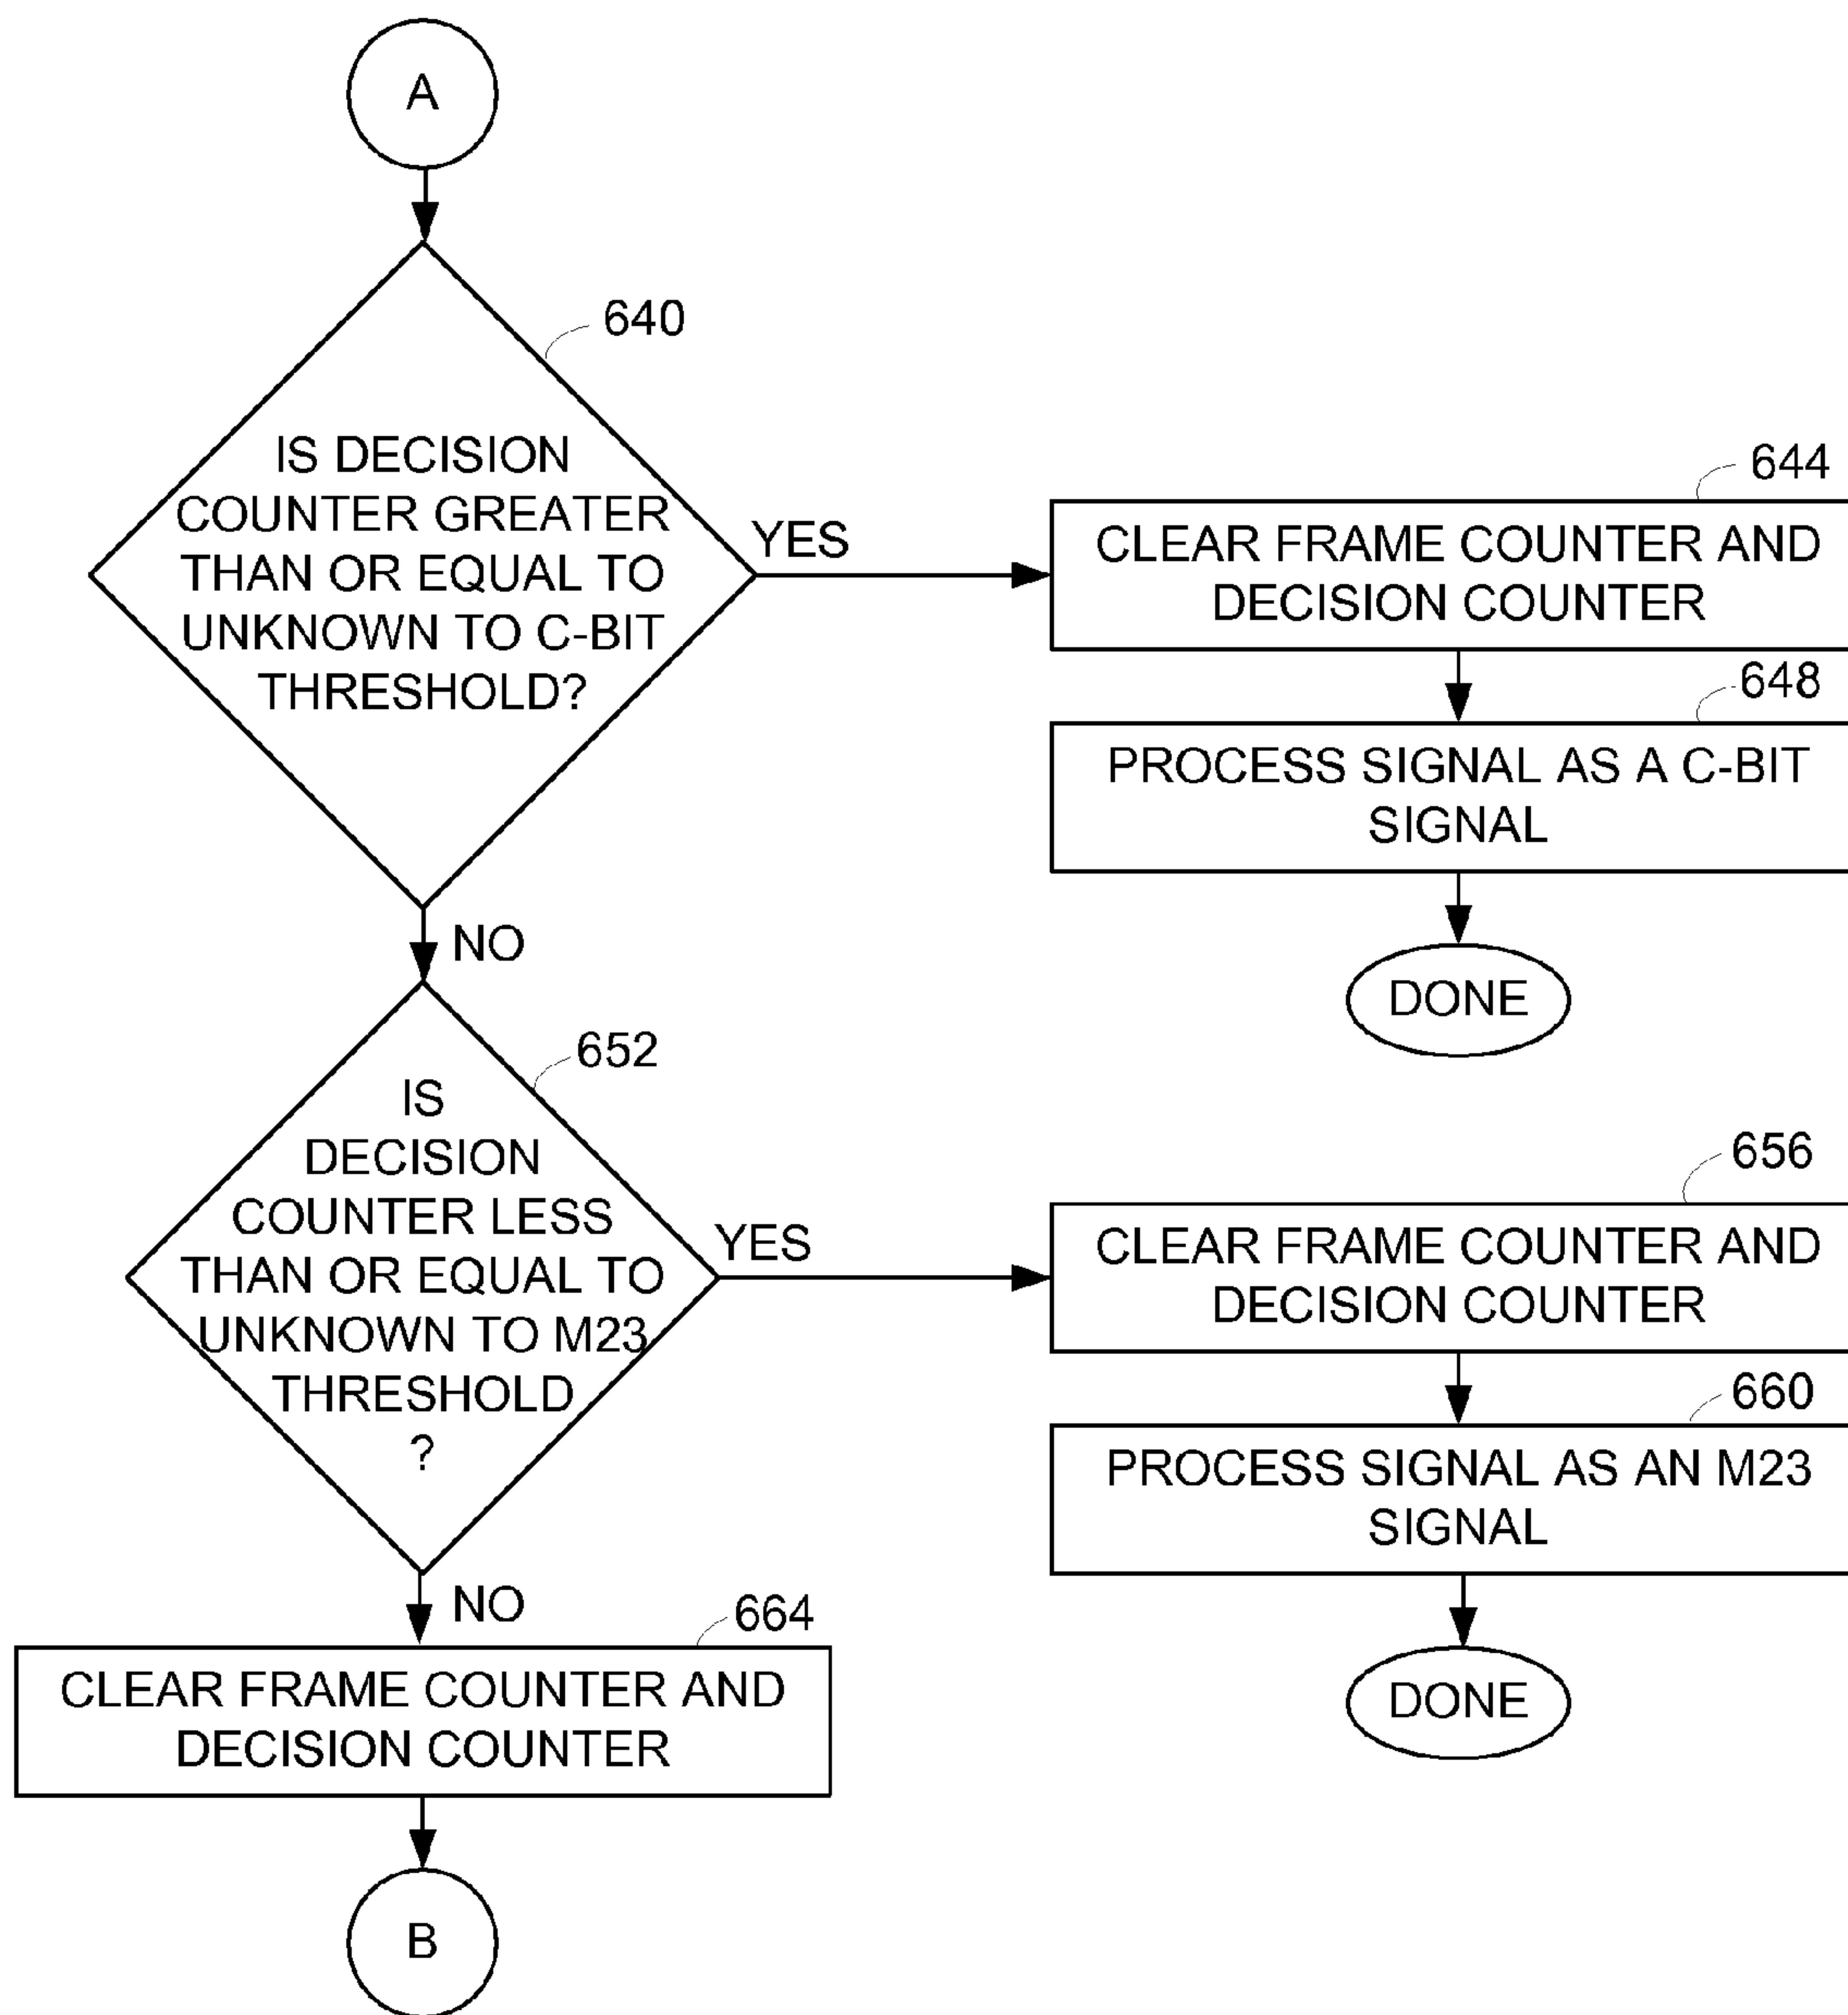 A
640
IS DECISION
COUNTER GREATER
THAN OR EQUAL TO
UNKNOWN TO C-BIT
THRESHOLD?
YES
644
CLEAR FRAME COUNTER AND
DECISION COUNTER
648
PROCESS SIGNAL AS A C-BIT
SIGNAL
DONE
NO
652
IS
DECISION
COUNTER LESS
THAN OR EQUAL TO
UNKNOWN TO M23
THRESHOLD
?
YES
656
CLEAR FRAME COUNTER AND
DECISION COUNTER
660
PROCESS SIGNAL AS AN M23
SIGNAL
DONE
NO
664
CLEAR FRAME COUNTER AND
DECISION COUNTER
B